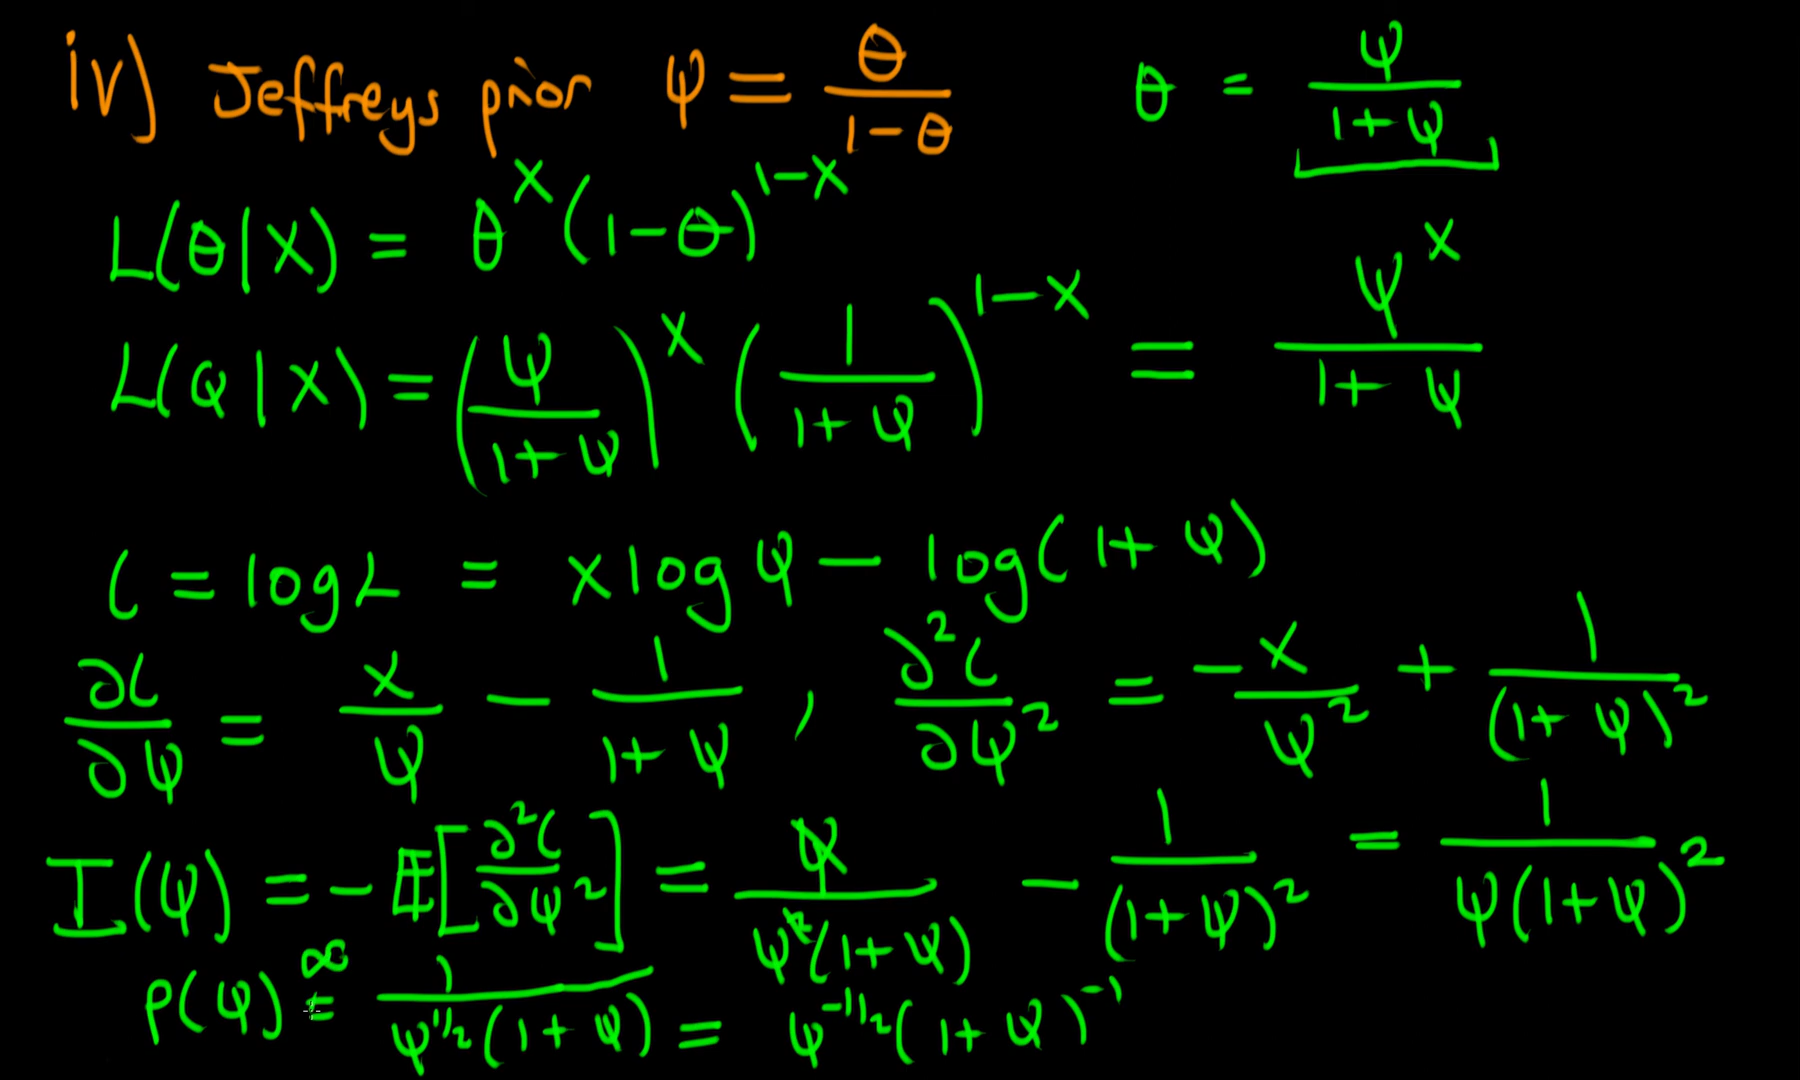 iv) Jeffreys prior ψ = θ / (1 − θ)    θ = ψ / (1 + ψ)
L(θ|X) = θ^X (1 − θ)^(1 − X)
L(φ|X) = (ψ / (1 + ψ))^X (1 / (1 + ψ))^(1 − X) = ψ^X / (1 + ψ)
l = log L = X log ψ − log(1 + ψ)
∂l/∂ψ = X/ψ − 1/(1 + ψ) , ∂²l/∂ψ² = −X/ψ² + 1/(1 + ψ)²
I(ψ) = −E[∂²l/∂ψ²] = ψ / (ψ²(1 + ψ)) − 1/(1 + ψ)² = 1 / (ψ(1 + ψ)²)
P(ψ) ∝ = 1 / (ψ^(1/2) (1 + ψ)) = ψ^(−1/2) (1 + ψ)^(−1)